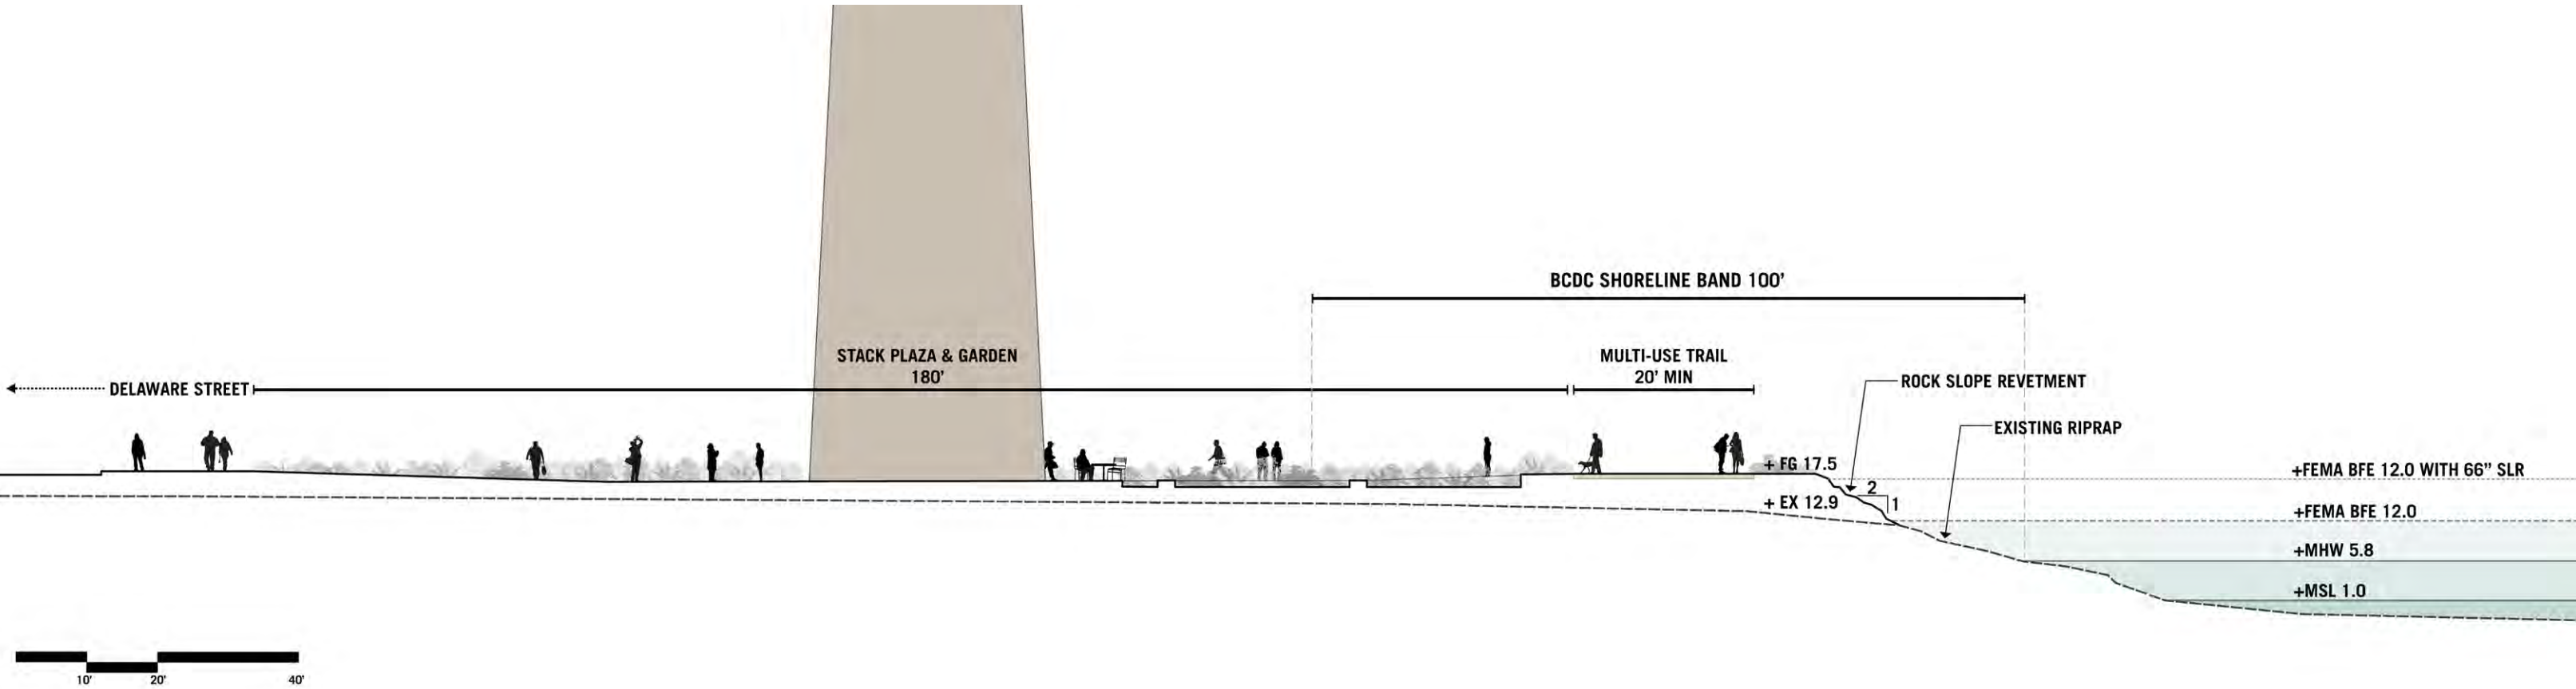 BCDC SHORELINE BAND 100’
STACK PLAZA & GARDEN
180’
MULTI-USE TRAIL
20’ MIN
DELAWARE STREET
ROCK SLOPE REVETMENT
EXISTING RIPRAP
+ FG 17.5
2
1
+ EX 12.9
+FEMA BFE 12.0 WITH 66” SLR
+FEMA BFE 12.0
+MHW 5.8
+MSL 1.0
10' 20' 40'